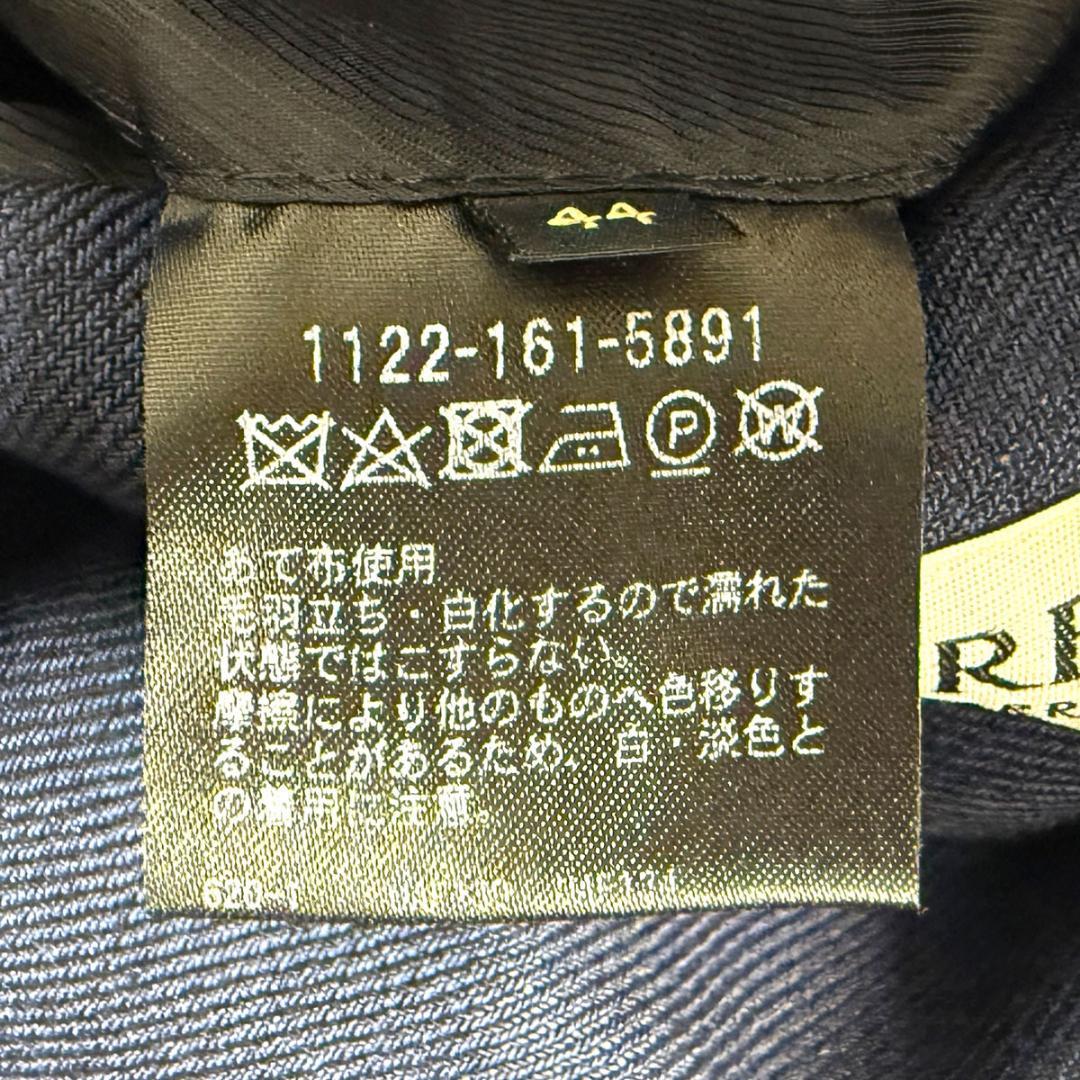 44
1122-161-5891
P W
あて布使用
毛羽立ち・白化するので濡れた
状態ではこすらない。
摩擦により他のものへ色移りす
ることがあるため、白・淡色と
の着用に注意。
620-1